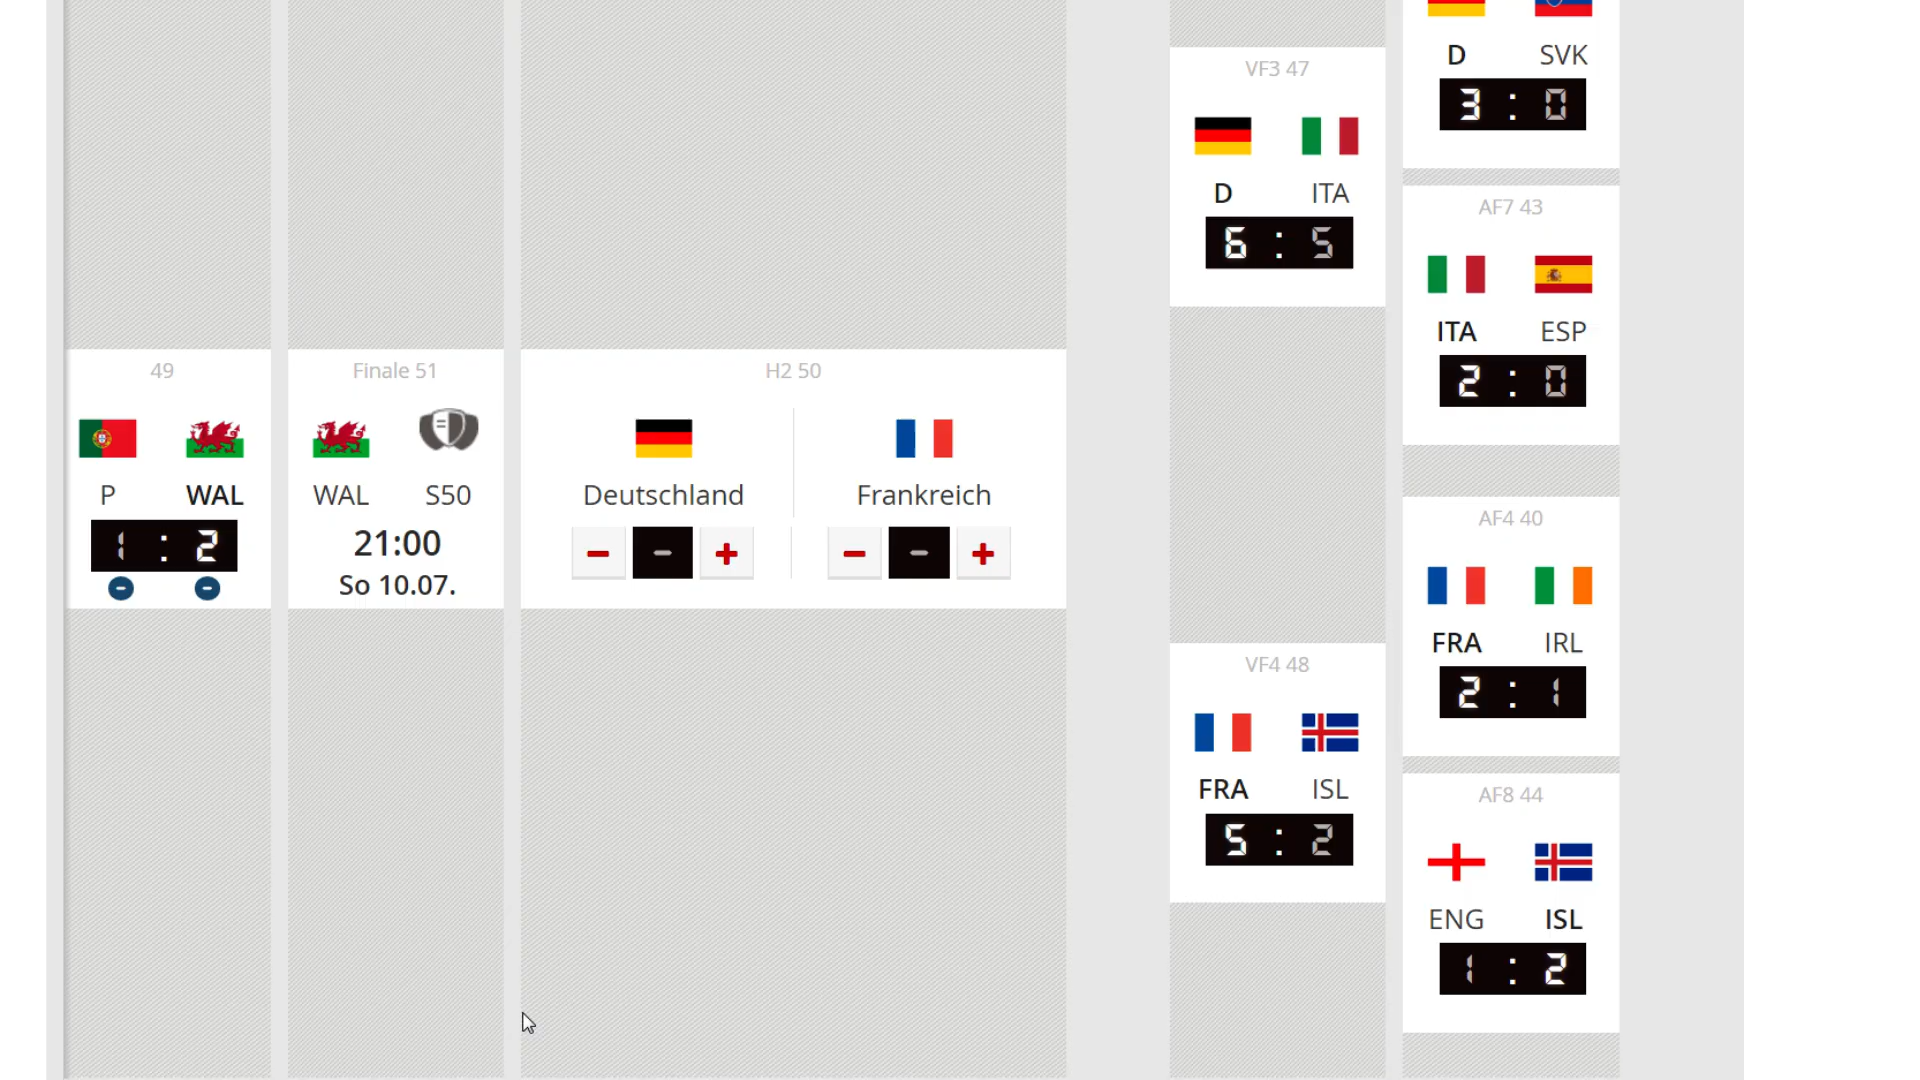 49
P WAL
1 : 2
Finale 51
WAL S50
21:00
So 10.07.
H2 50
Deutschland Frankreich
− - + − - +
VF3 47
D ITA
6 : 5
VF4 48
FRA ISL
5 : 2
D SVK
3 : 0
AF7 43
ITA ESP
2 : 0
AF4 40
FRA IRL
2 : 1
AF8 44
ENG ISL
1 : 2